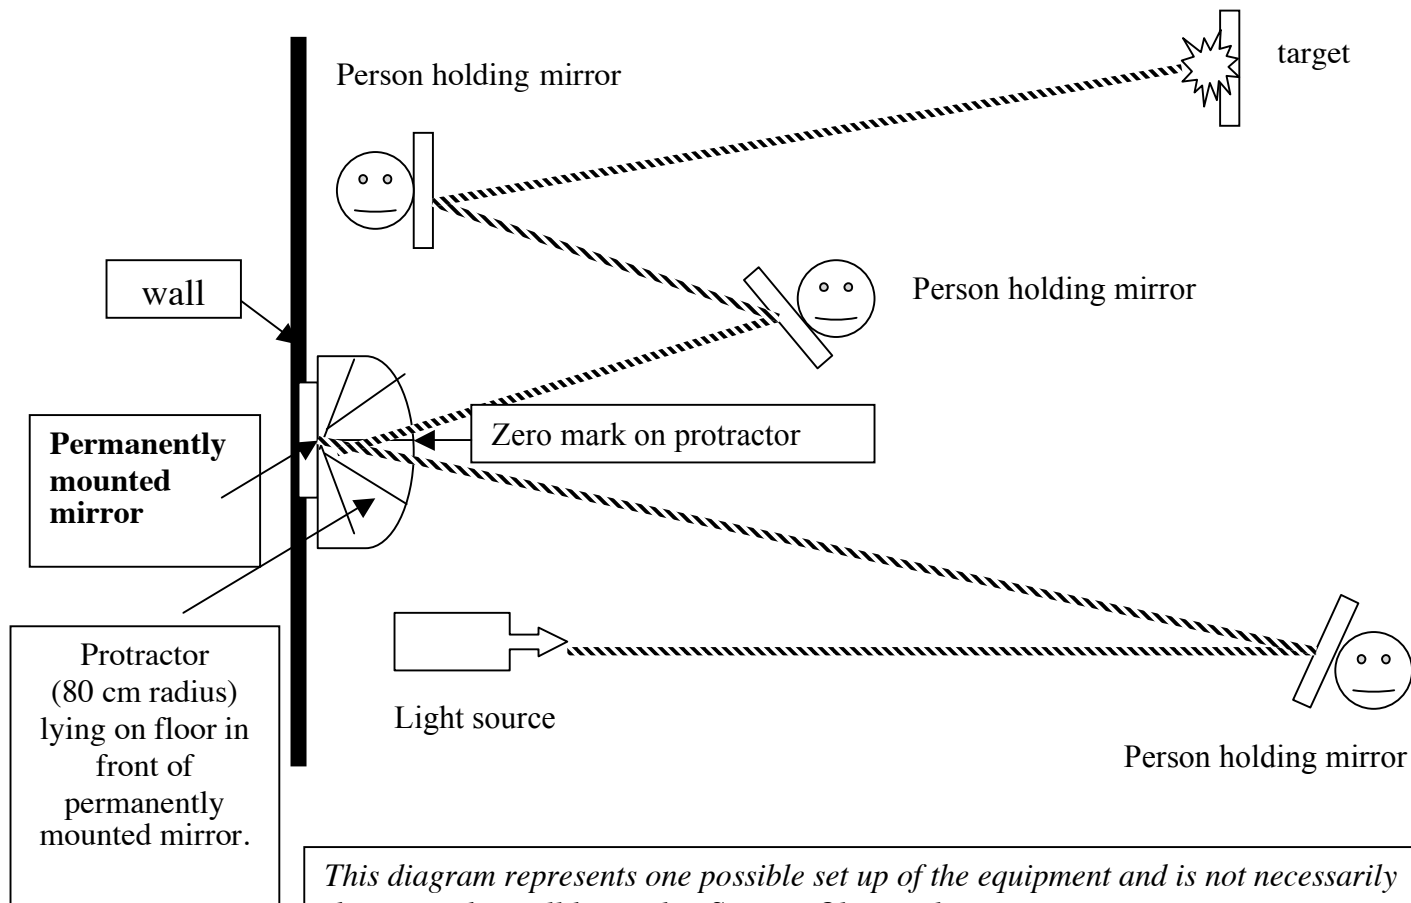 Person holding mirror
target
wall
Person holding mirror
Zero mark on protractor
Permanently
mounted
mirror
Protractor
(80 cm radius)
lying on floor in
front of
permanently
mounted mirror.
Light source
Person holding mirror
This diagram represents one possible set up of the equipment and is not necessarily